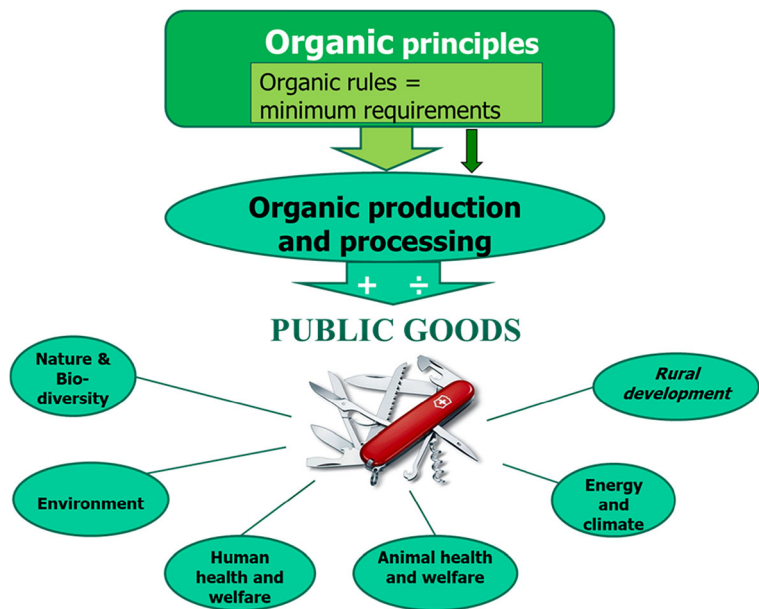 Organic principles
Organic rules =
minimum requirements
Organic production
and processing
+ ÷
PUBLIC GOODS
Nature &
Bio-
diversity
Rural
development
Environment
Energy
and
climate
Human
health and
welfare
Animal health
and welfare